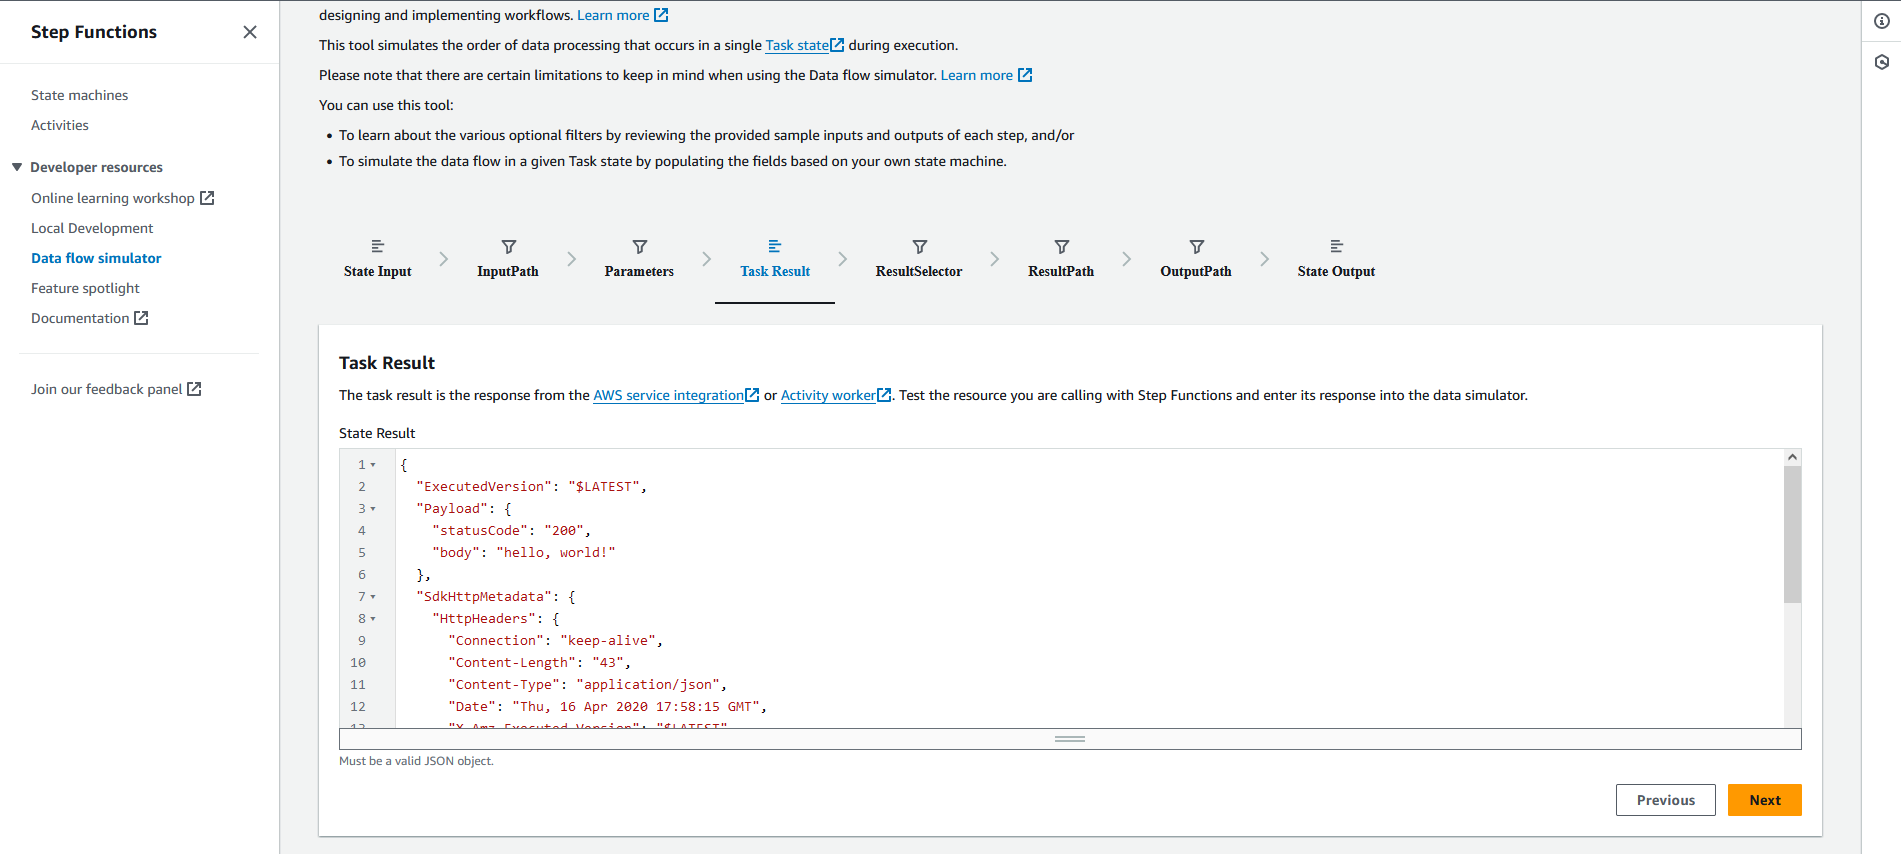 Step Functions
State machines
Activities
Developer resources
Online learning workshop
Local Development
Data flow simulator
Feature spotlight
Documentation
Join our feedback panel
designing and implementing workflows. Learn more
This tool simulates the order of data processing that occurs in a single Task state during execution.
Please note that there are certain limitations to keep in mind when using the Data flow simulator. Learn more
You can use this tool:
• To learn about the various optional filters by reviewing the provided sample inputs and outputs of each step, and/or
• To simulate the data flow in a given Task state by populating the fields based on your own state machine.
State Input InputPath Parameters Task Result ResultSelector ResultPath OutputPath State Output
Task Result
The task result is the response from the AWS service integration or Activity worker. Test the resource you are calling with Step Functions and enter its response into the data simulator.
State Result
1 {
2 "ExecutedVersion": "$LATEST",
3 "Payload": {
4 "statusCode": "200",
5 "body": "hello, world!"
6 },
7 "SdkHttpMetadata": {
8 "HttpHeaders": {
9 "Connection": "keep-alive",
10 "Content-Length": "43",
11 "Content-Type": "application/json",
12 "Date": "Thu, 16 Apr 2020 17:58:15 GMT",
13 "X-Amz-Executed-Version": "$LATEST"
Must be a valid JSON object.
Previous Next